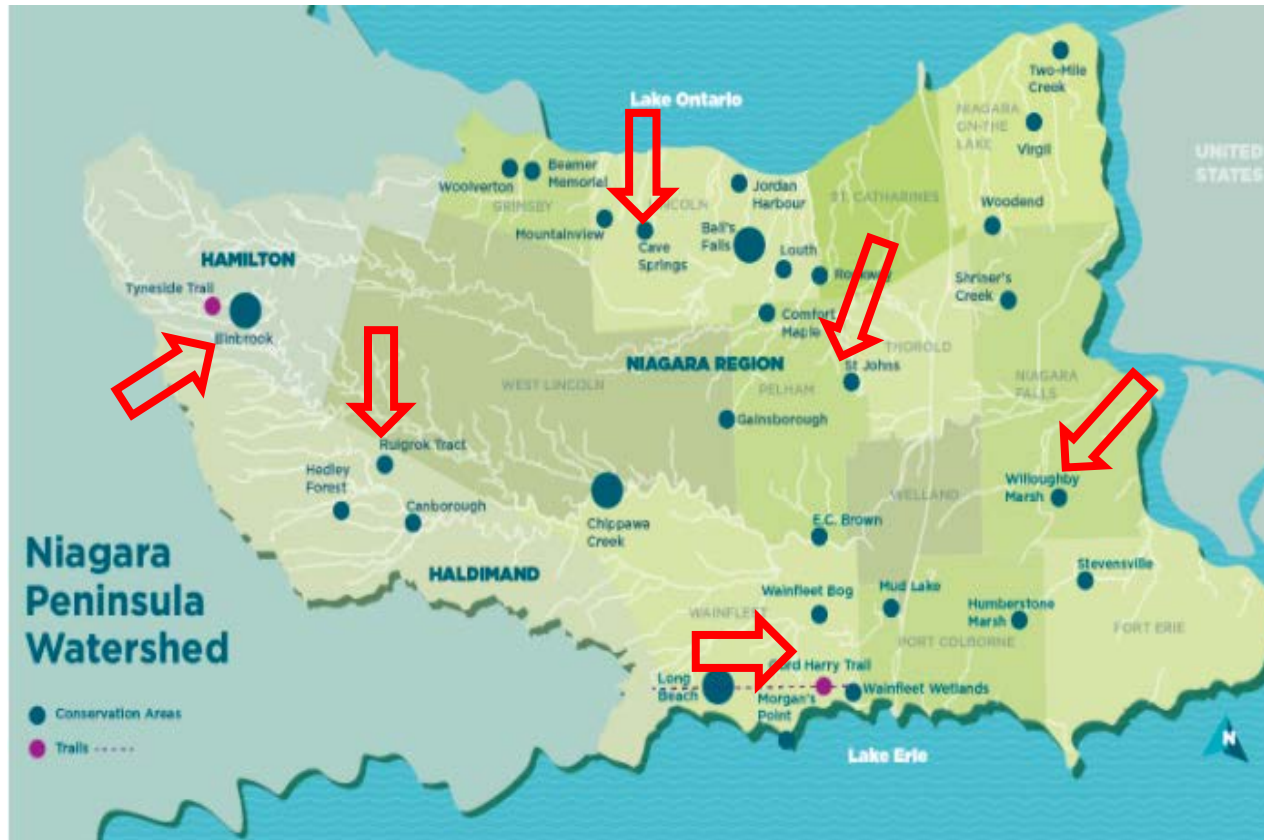 Lake Ontario
Two-Mile
Creek
NIAGARA
ON-THE
LAKE
Virgil
UNITED
STATES
Beamer
Memorial
Woolverton
GRIMSBY
Jordan
Harbour
ST. CATHARINES
Woodend
Mountainview
Cave
Springs
Ball's
Falls
Louth
HAMILTON
Tyneside Trail
Shriner's
Creek
Comfort
Maple
THOROLD
NIAGARA REGION
St Johns
WEST LINCOLN
PELHAM
NIAGARA
FALLS
Gainsborough
Ruigrok Tract
Hedley
Forest
Canborough
Chippawa
Creek
WELLAND
Willoughby
Marsh
E.C. Brown
Niagara
Peninsula
Watershed
HALDIMAND
Wainfleet Bog
Mud Lake
Stevensville
WAINFLEET
Humberstone
Marsh
PORT COLBORNE
FORT ERIE
Harry Trail
Long
Beach
Wainfleet Wetlands
Morgan's
Point
Conservation Areas
Trails
Lake Erie
N